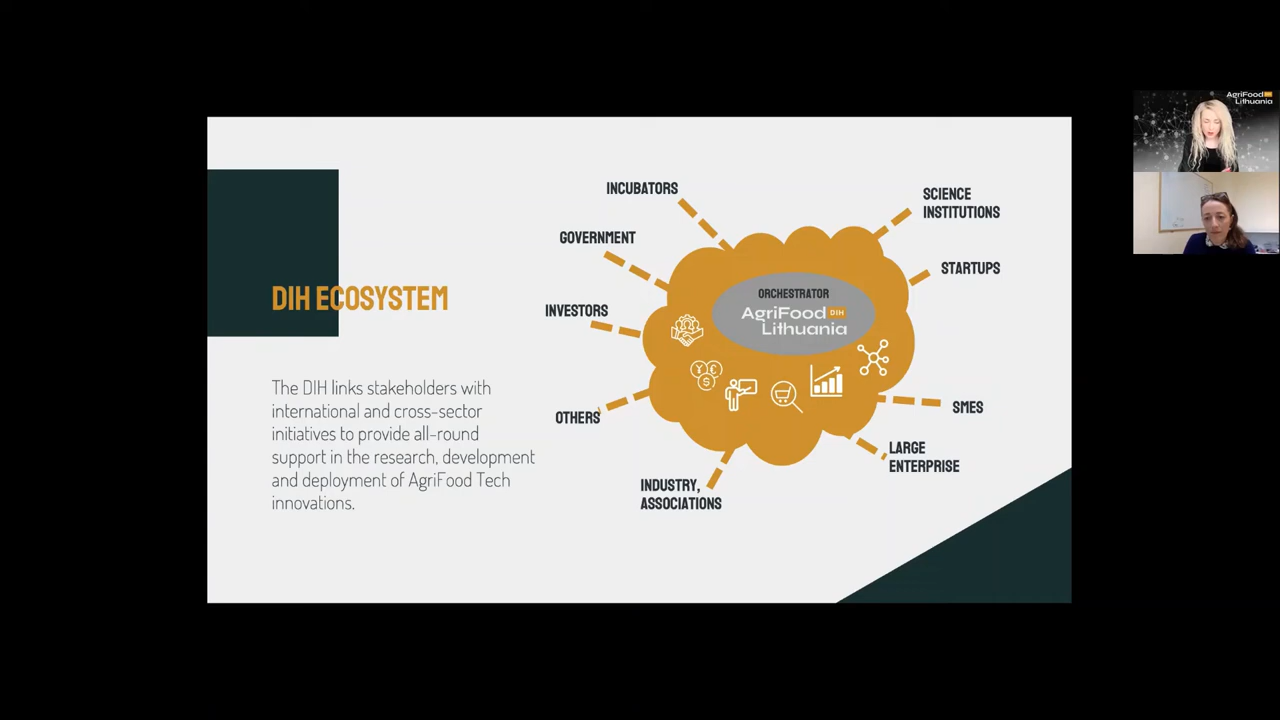 DIH ECOSYSTEM
The DIH links stakeholders with
international and cross-sector
initiatives to provide all-round
support in the research, development
and deployment of AgriFood Tech
innovations.
INCUBATORS
GOVERNMENT
INVESTORS
OTHERS
INDUSTRY,
ASSOCIATIONS
ORCHESTRATOR
AgriFood DIH
Lithuania
SCIENCE
INSTITUTIONS
STARTUPS
SMES
LARGE
ENTERPRISE
AgriFood DIH
Lithuania